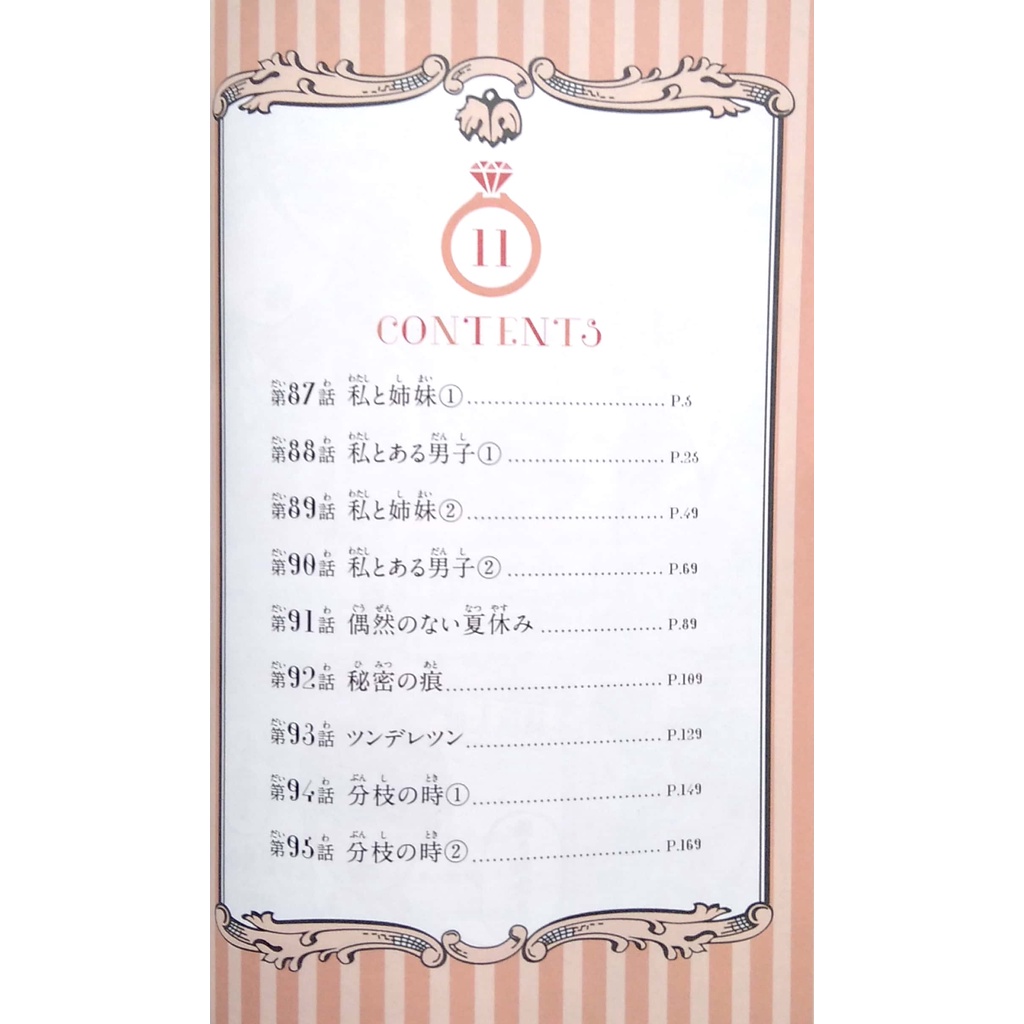 11
CONTENTS
第87話 私と姉妹①………………………… P.5
第88話 私とある男子①…………………… P.25
第89話 私と姉妹②………………………… P.49
第90話 私とある男子②…………………… P.69
第91話 偶然のない夏休み……………… P.89
第92話 秘密の痕…………………………… P.109
第93話 ツンデレツン……………………… P.129
第94話 分枝の時①………………………… P.149
第95話 分枝の時②………………………… P.169